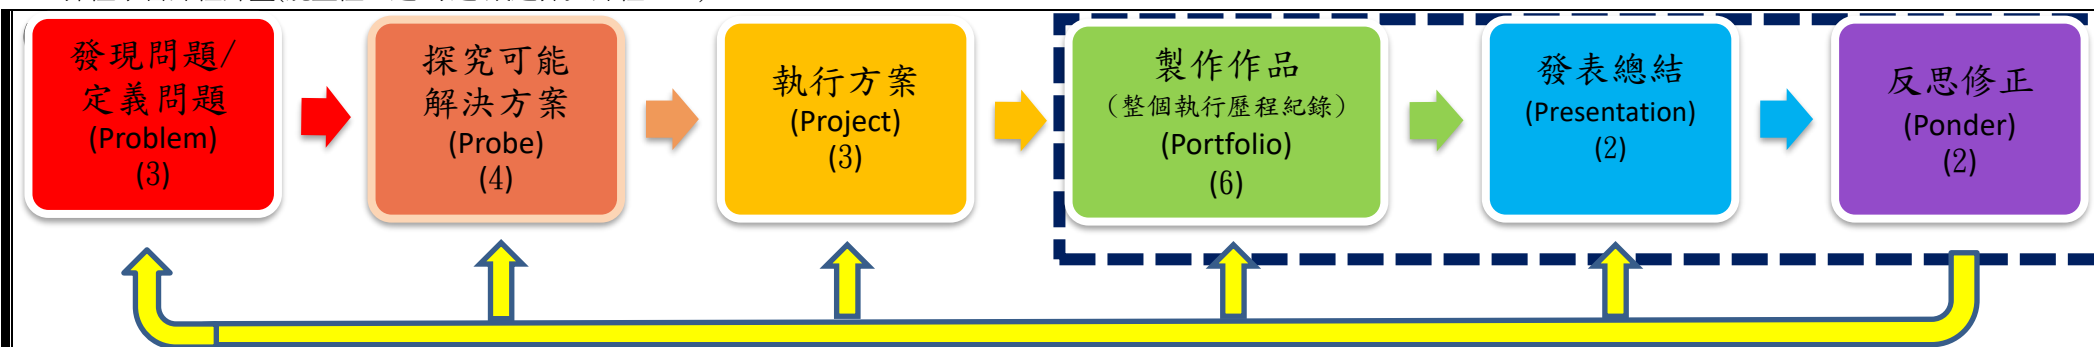 發現問題/
定義問題
(Problem)
(3)
探究可能
解決方案
(Probe)
(4)
執行方案
(Project)
(3)
製作作品
(整個執行歷程紀錄)
(Portfolio)
(6)
發表總結
(Presentation)
(2)
反思修正
(Ponder)
(2)